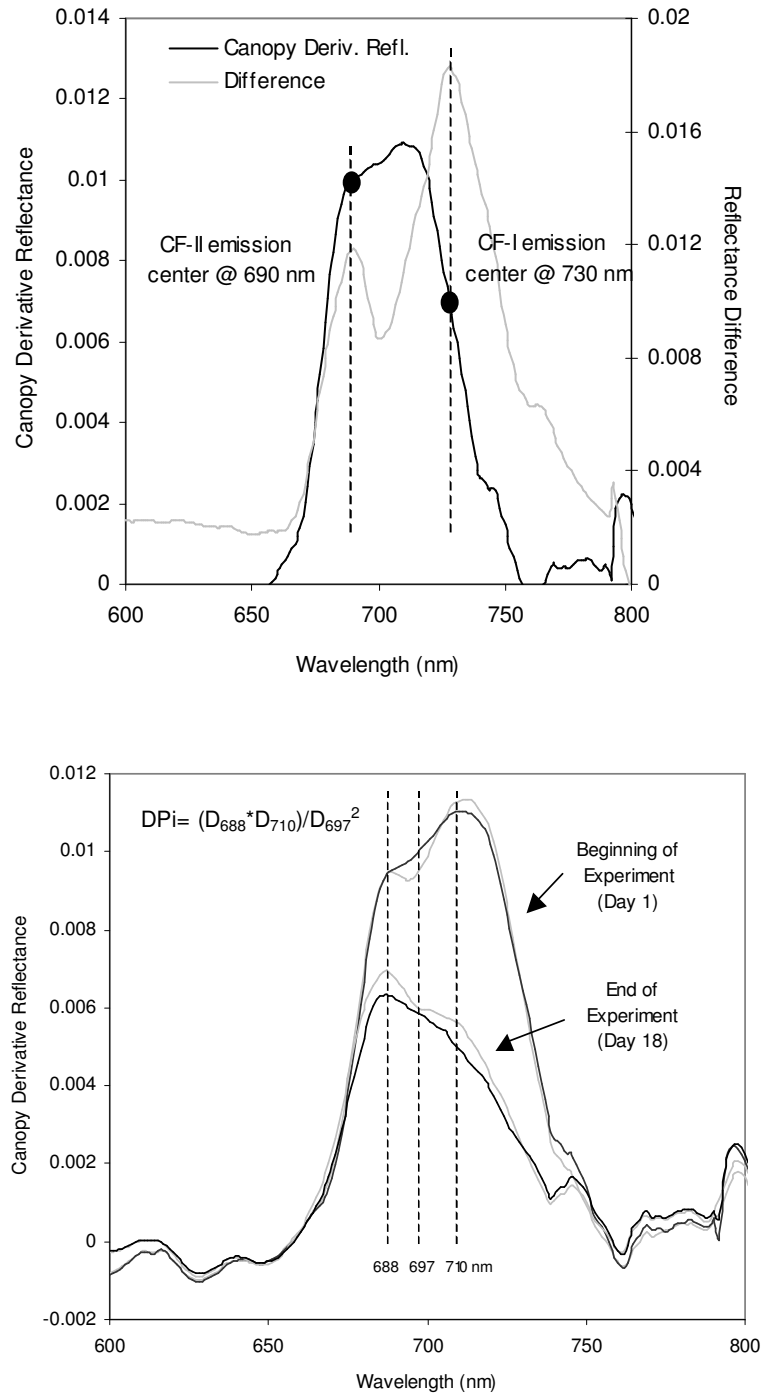 0.014
0.012
0.01
0.008
0.006
0.004
0.002
0
Canopy Derivative Reflectance
Canopy Deriv. Refl.
Difference
CF-II emission
center @ 690 nm
CF-I emission
center @ 730 nm
0.02
0.016
0.012
0.008
0.004
0
Reflectance Difference
600 650 700 750 800
Wavelength (nm)
0.012
0.01
0.008
0.006
0.004
0.002
0
-0.002
Canopy Derivative Reflectance
DPi= (D688*D710)/D697²
Beginning of
Experiment
(Day 1)
End of
Experiment
(Day 18)
688 697 710 nm
600 650 700 750 800
Wavelength (nm)